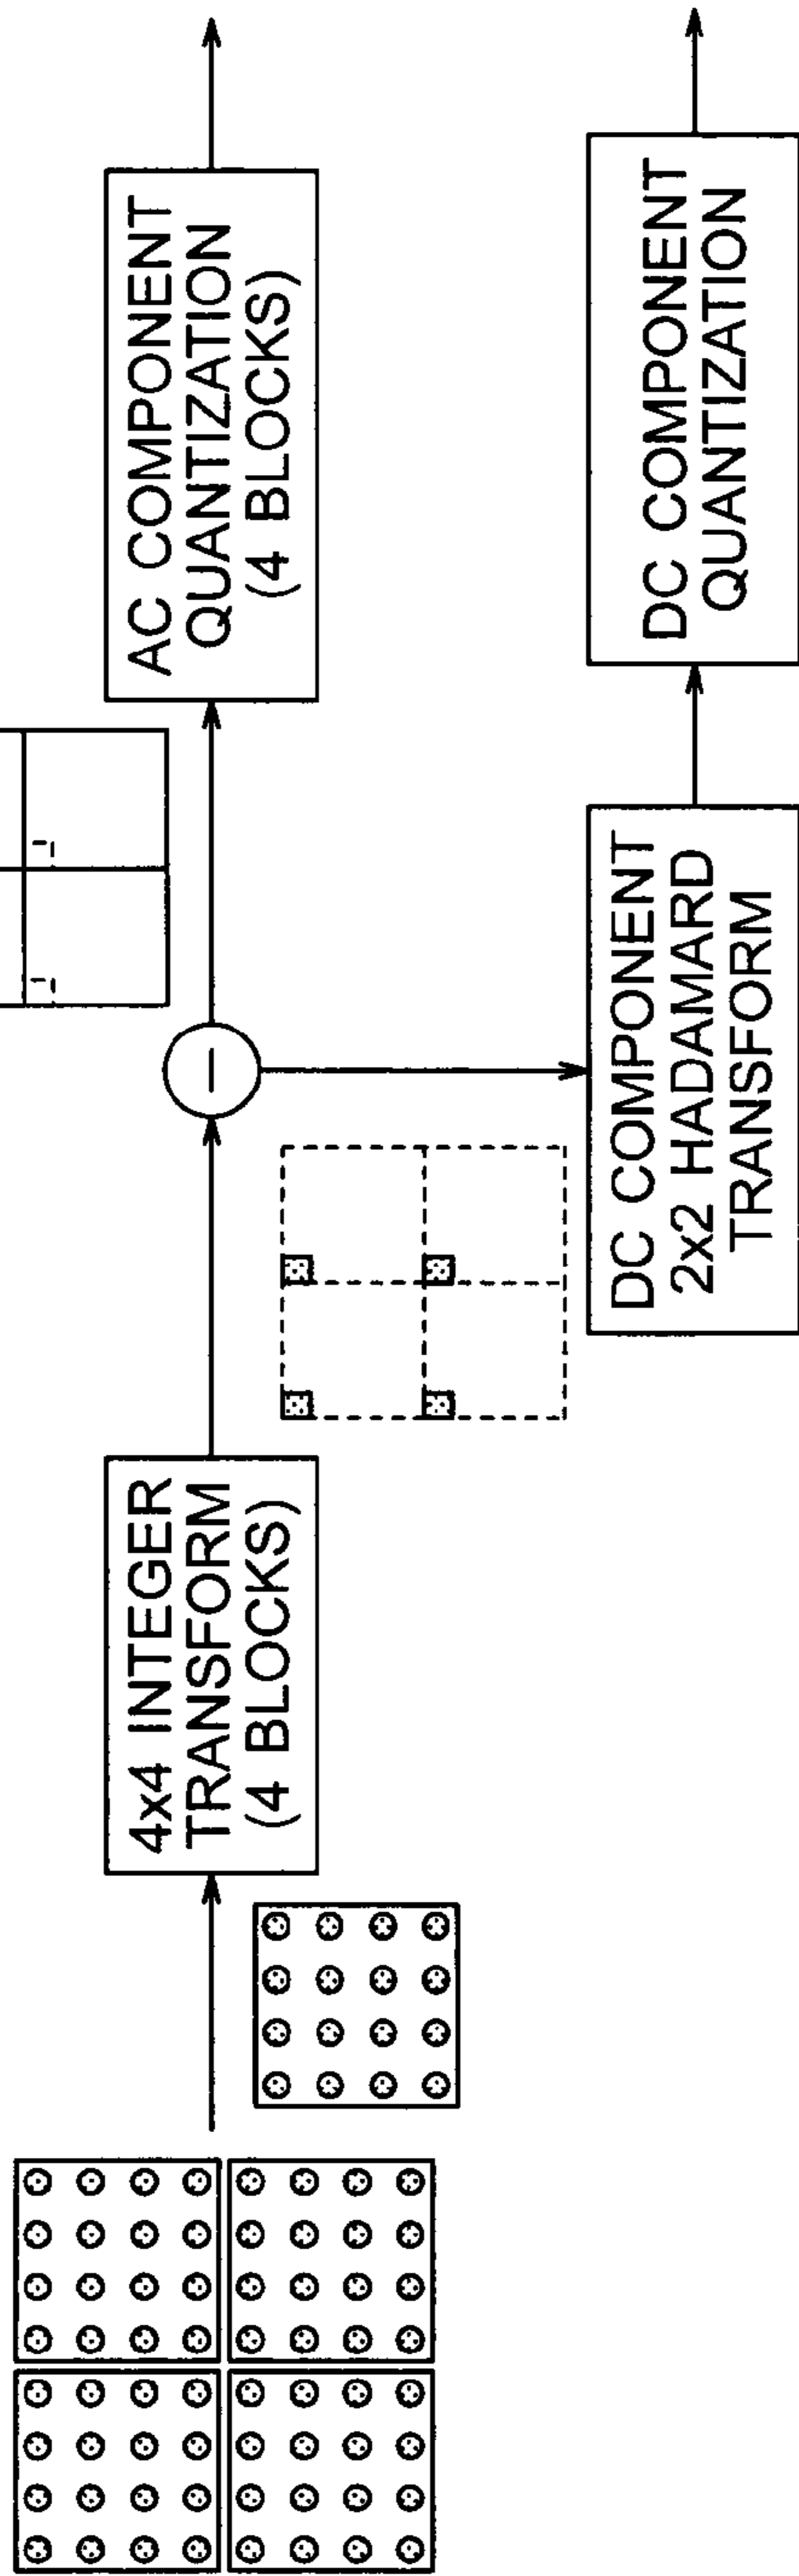 4x4 INTEGER
TRANSFORM
(4 BLOCKS)
AC COMPONENT
QUANTIZATION
(4 BLOCKS)
DC COMPONENT
2x2 HADAMARD
TRANSFORM
DC COMPONENT
QUANTIZATION